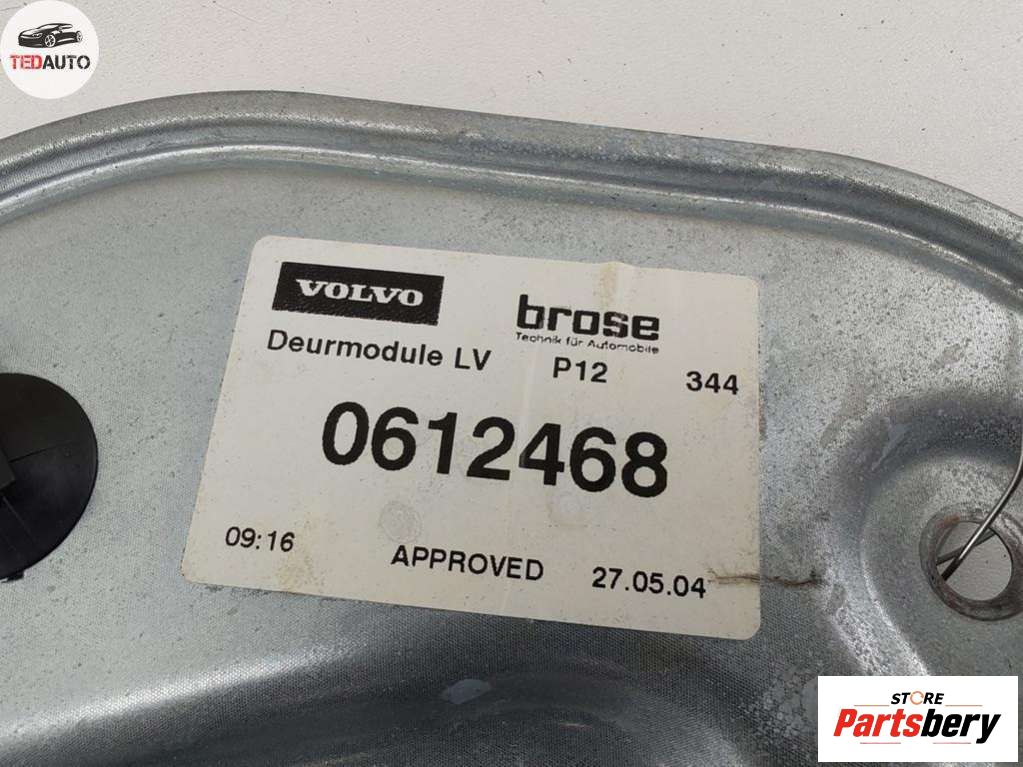 TEDAUTO
VOLVO
brose
Technik für Automobile
Deurmodule LV P12 344
0612468
09:16 APPROVED 27.05.04
STORE
Partsbery